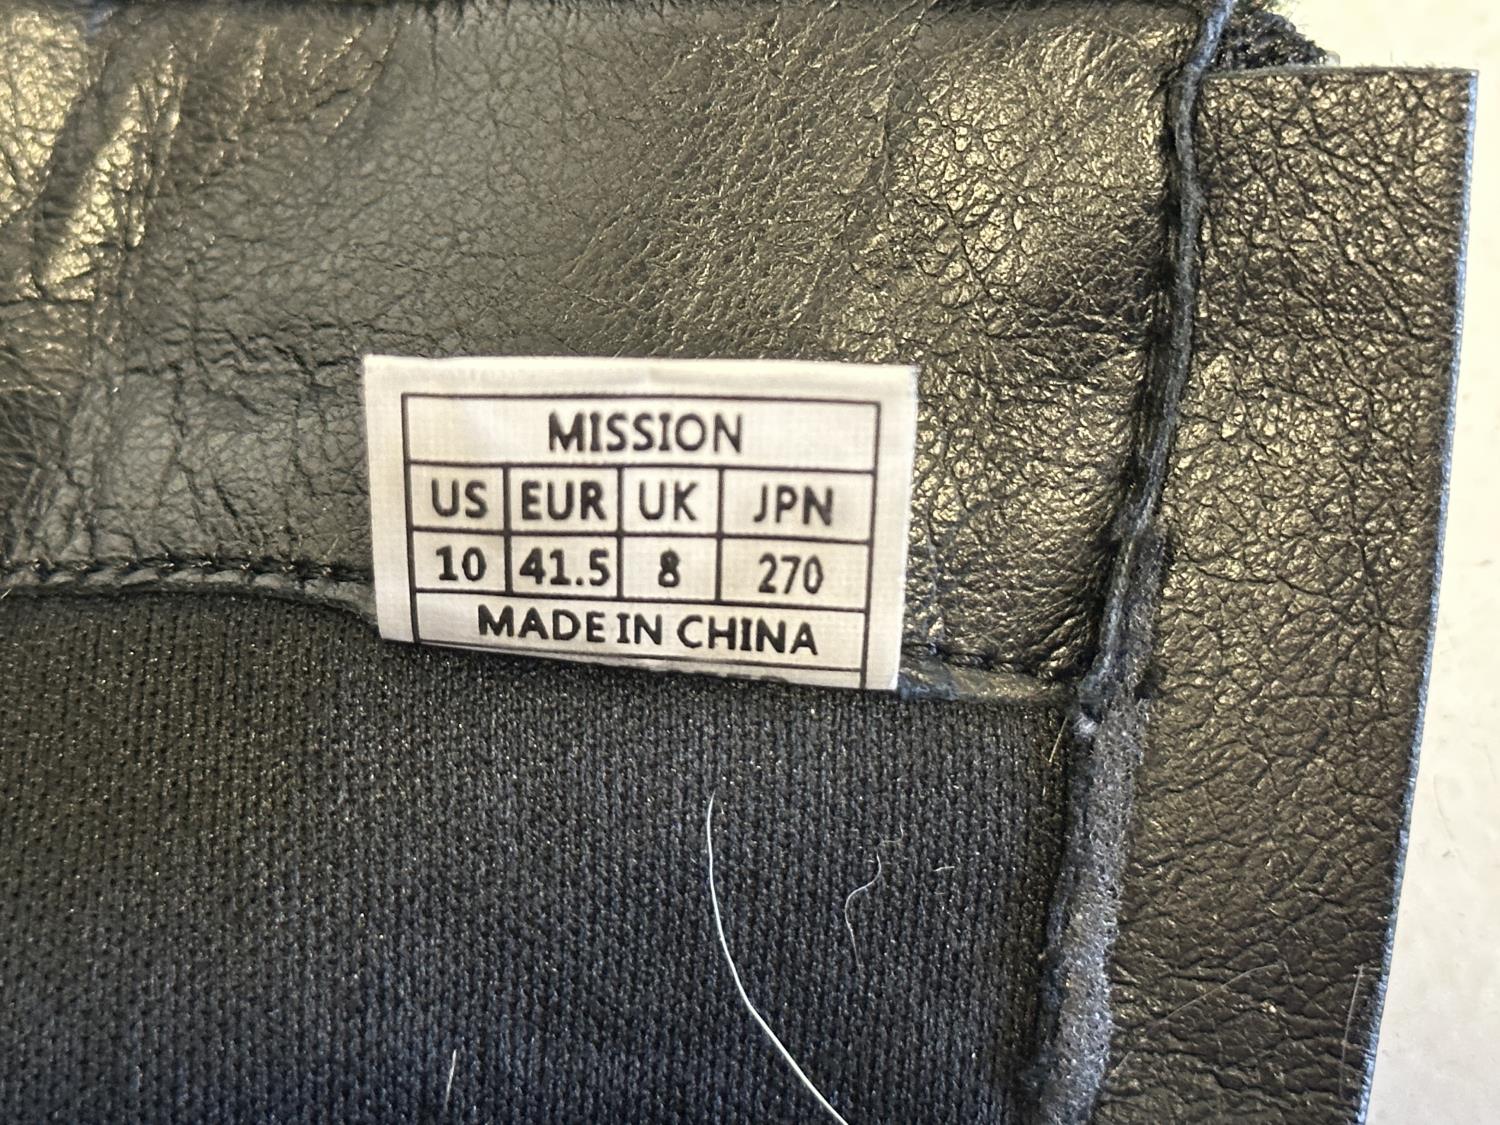 MISSION
US EUR UK JPN
10 41.5 8 270
MADE IN CHINA